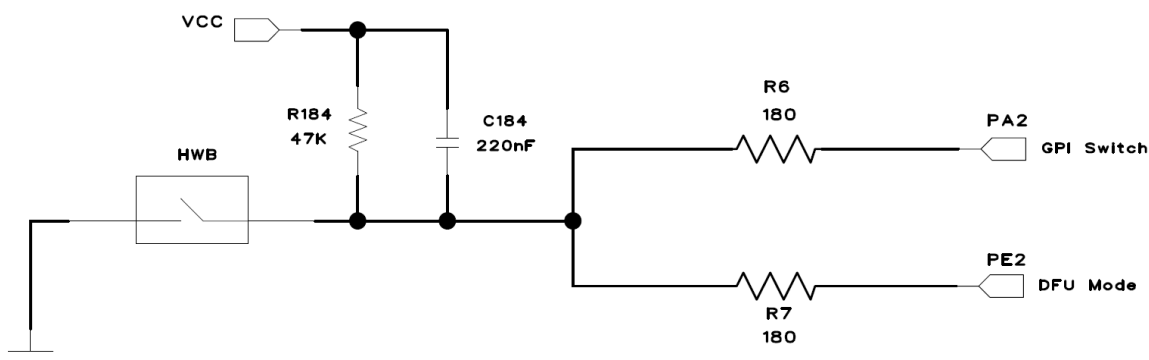 VCC
R184
47K
C184
220nF
HWB
R6
180
PA2
GPI Switch
PE2
DFU Mode
R7
180